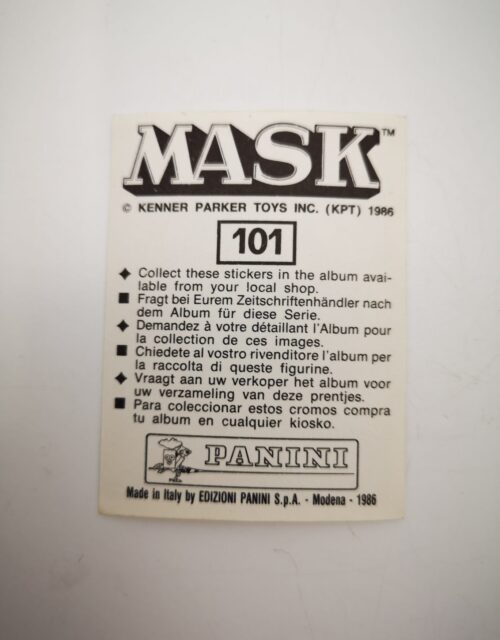 MASK™
© KENNER PARKER TOYS INC. (KPT) 1986
101
◆ Collect these stickers in the album avai-
lable from your local shop.
■ Fragt bei Eurem Zeitschriftenhändler nach
dem Album für diese Serie.
◆ Demandez à votre détaillant l'Album pour
la collection de ces images.
■ Chiedete al vostro rivenditore l'album per
la raccolta di queste figurine.
◆ Vraagt aan uw verkoper het album voor
uw verzameling van deze prentjes.
■ Para coleccionar estos cromos compra
tu album en cualquier kiosko.
PANINI
Made in Italy by EDIZIONI PANINI S.p.A. - Modena - 1986